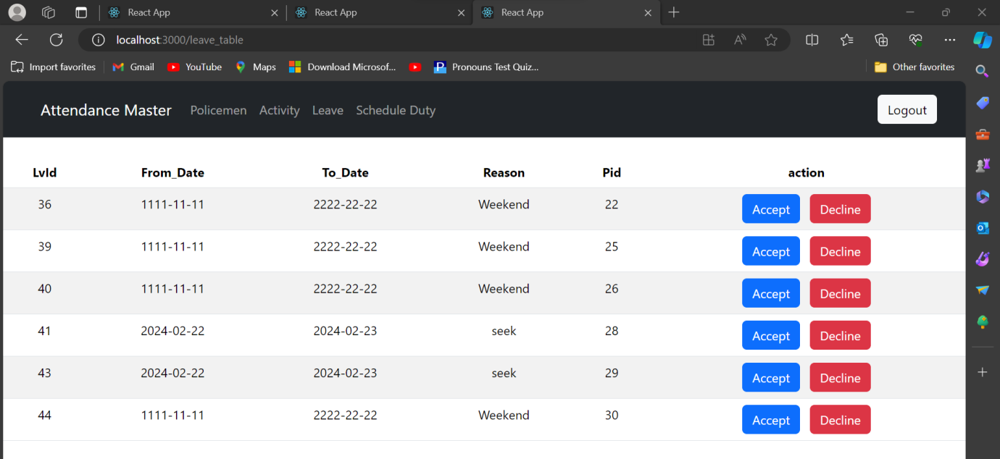 React App React App React App
localhost:3000/leave_table
Import favorites Gmail YouTube Maps Download Microsof... Pronouns Test Quiz... Other favorites
Attendance Master Policemen Activity Leave Schedule Duty Logout
LvId From_Date To_Date Reason Pid action
36 1111-11-11 2222-22-22 Weekend 22 Accept Decline
39 1111-11-11 2222-22-22 Weekend 25 Accept Decline
40 1111-11-11 2222-22-22 Weekend 26 Accept Decline
41 2024-02-22 2024-02-23 seek 28 Accept Decline
43 2024-02-22 2024-02-23 seek 29 Accept Decline
44 1111-11-11 2222-22-22 Weekend 30 Accept Decline